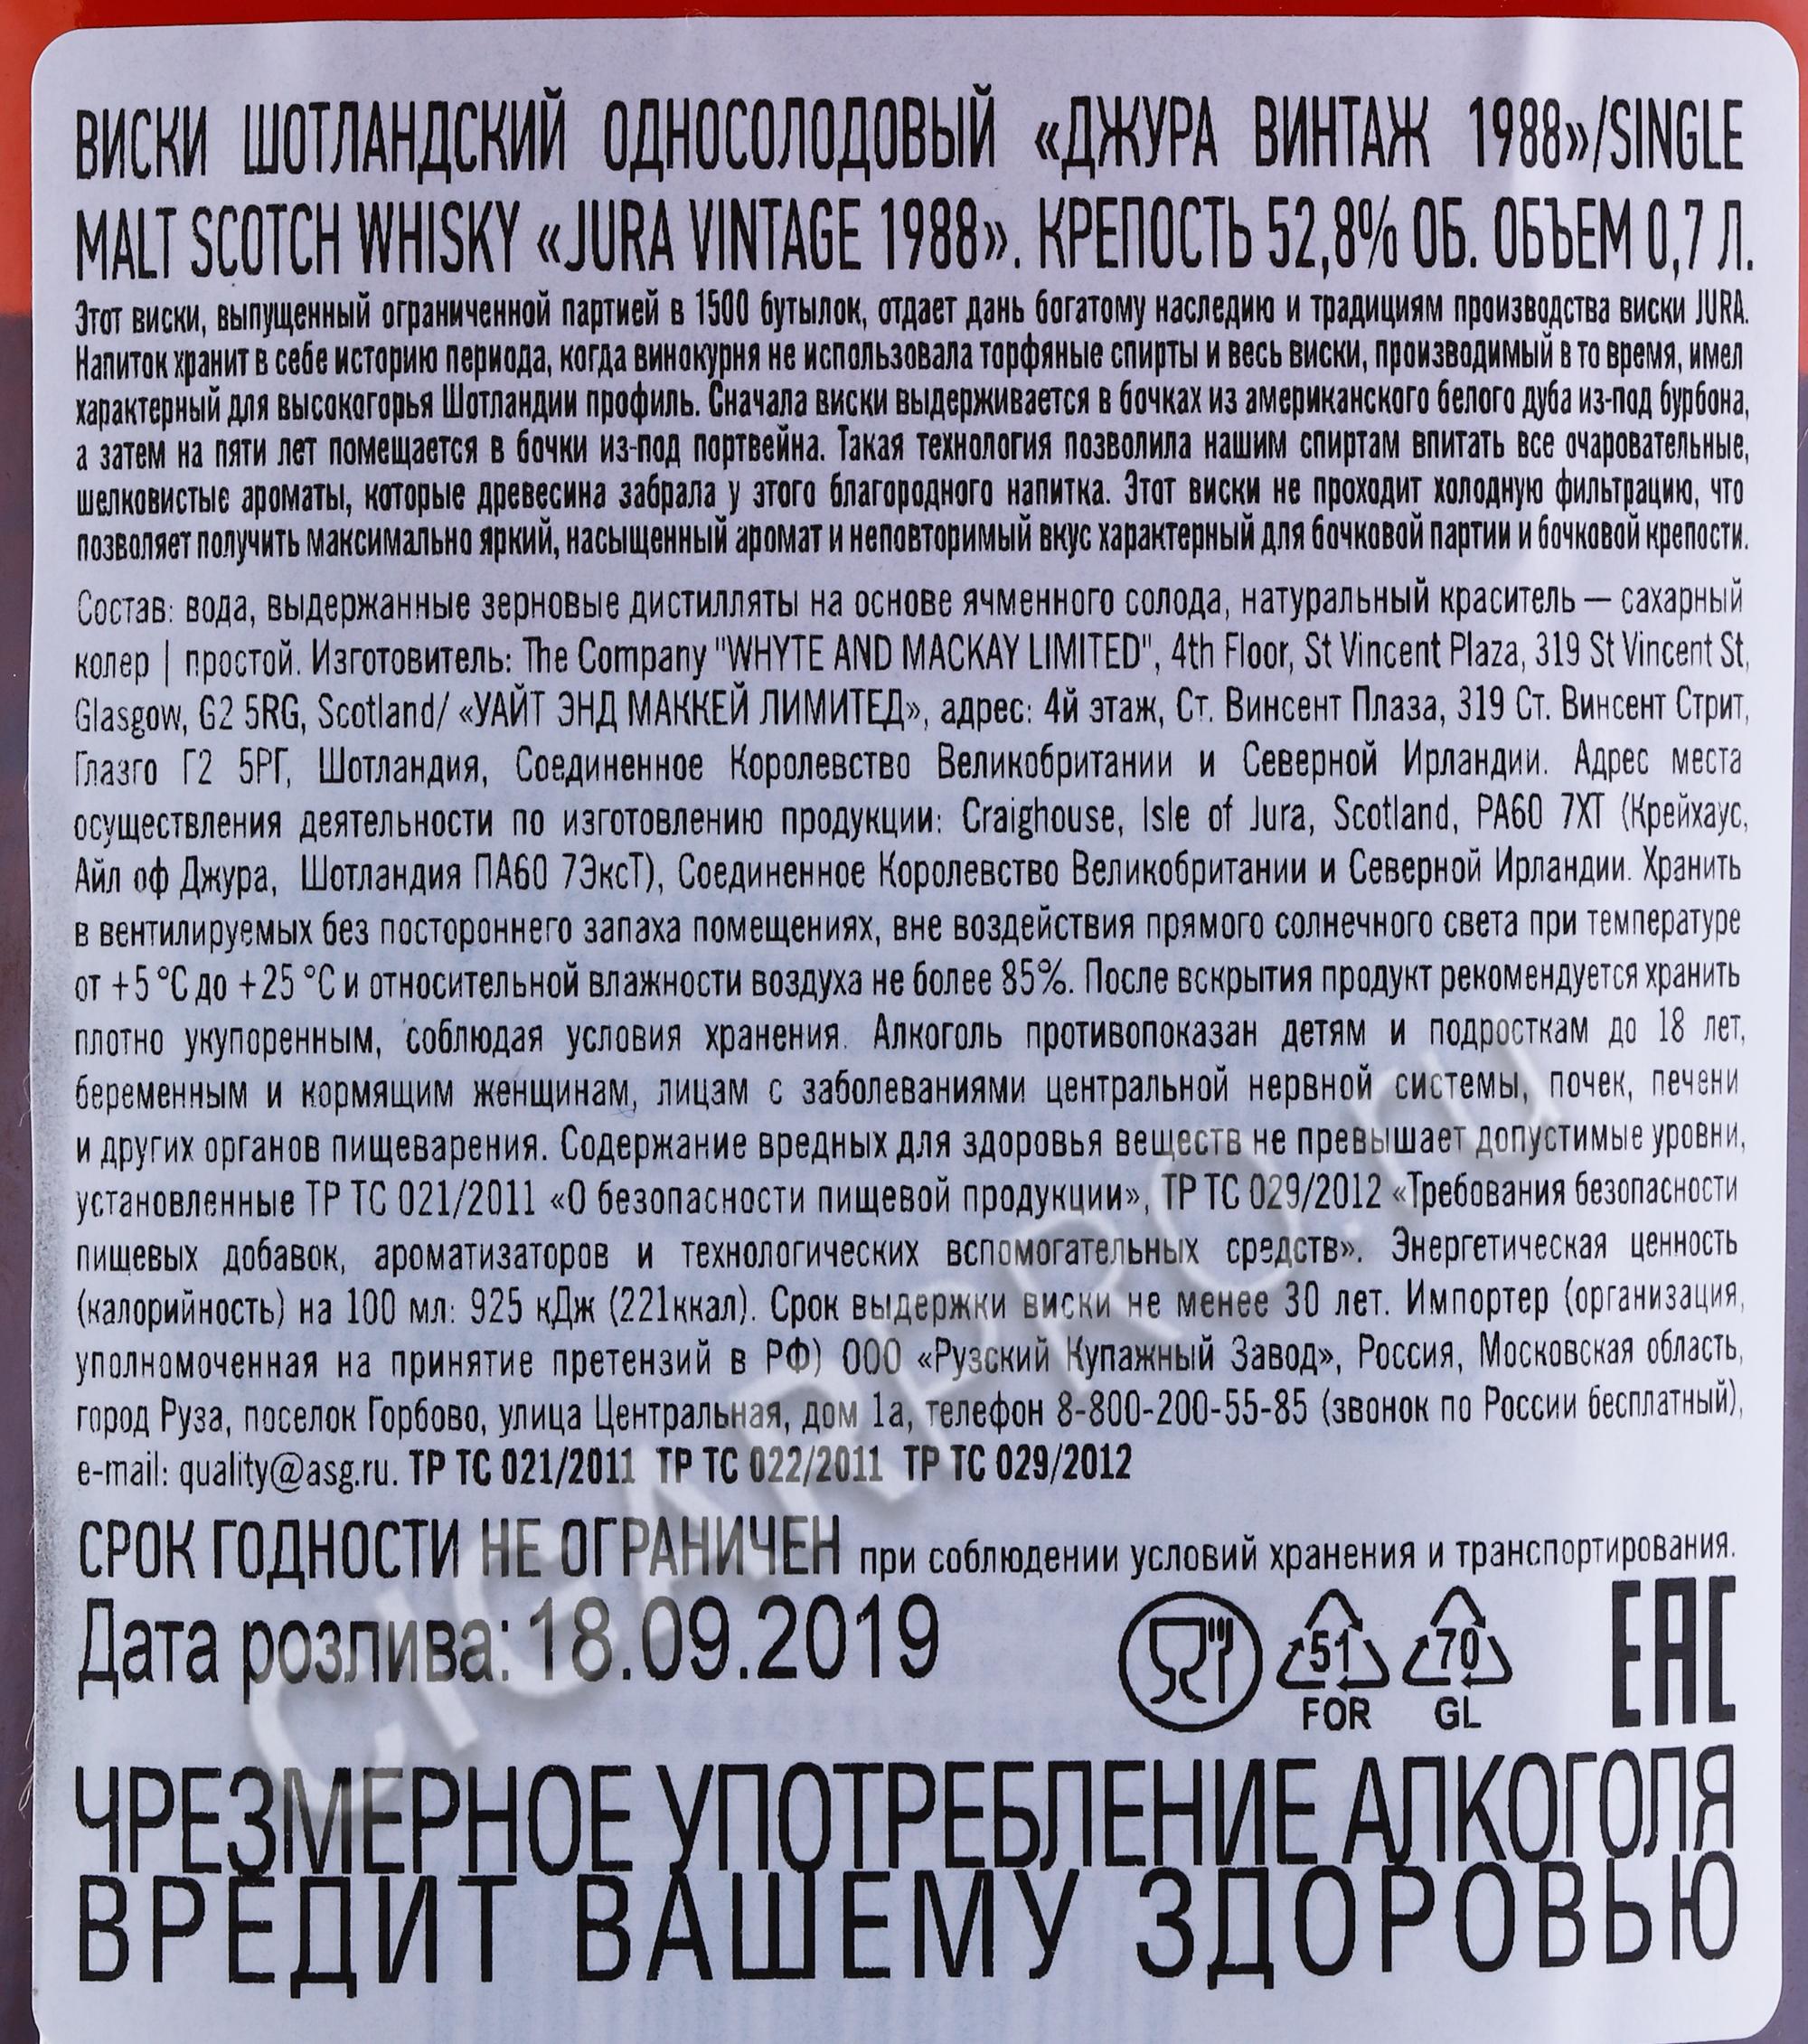 ВИСКИ ШОТЛАНДСКИЙ ОДНОСОЛОДОВЫЙ «ДЖУРА ВИНТАЖ 1988»/SINGLE
MALT SCOTCH WHISKY «JURA VINTAGE 1988». КРЕПОСТЬ 52,8% ОБ. ОБЪЕМ 0,7 Л.
Этот виски, выпущенный ограниченной партией в 1500 бутылок, отдает дань богатому наследию и традициям производства виски JURA.
Напиток хранит в себе историю периода, когда винокурня не использовала торфяные спирты и весь виски, производимый в то время, имел
характерный для высокогорья Шотландии профиль. Сначала виски выдерживается в бочках из американского белого дуба из-под бурбона,
а затем на пяти лет помещается в бочки из-под портвейна. Такая технология позволила нашим спиртам впитать все очаровательные,
шелковистые ароматы, которые древесина забрала у этого благородного напитка. Этот виски не проходит холодную фильтрацию, что
позволяет получить максимально яркий, насыщенный аромат и неповторимый вкус характерный для бочковой партии и бочковой крепости.
Состав: вода, выдержанные зерновые дистилляты на основе ячменного солода, натуральный краситель — сахарный
колер | простой. Изготовитель: The Company "WHYTE AND MACKAY LIMITED", 4th Floor, St Vincent Plaza, 319 St Vincent St,
Glasgow, G2 5RG, Scotland/ «УАЙТ ЭНД МАККЕЙ ЛИМИТЕД», адрес: 4й этаж, Ст. Винсент Плаза, 319 Ст. Винсент Стрит,
Глазго Г2 5РГ, Шотландия, Соединенное Королевство Великобритании и Северной Ирландии. Адрес места
осуществления деятельности по изготовлению продукции: Craighouse, Isle of Jura, Scotland, PA60 7XT (Крейхаус,
Айл оф Джура, Шотландия ПА60 7ЭксТ), Соединенное Королевство Великобритании и Северной Ирландии. Хранить
в вентилируемых без постороннего запаха помещениях, вне воздействия прямого солнечного света при температуре
от +5 °С до +25 °С и относительной влажности воздуха не более 85%. После вскрытия продукт рекомендуется хранить
плотно укупоренным, соблюдая условия хранения. Алкоголь противопоказан детям и подросткам до 18 лет,
беременным и кормящим женщинам, лицам с заболеваниями центральной нервной системы, почек, печени
и других органов пищеварения. Содержание вредных для здоровья веществ не превышает допустимые уровни,
установленные ТР ТС 021/2011 «О безопасности пищевой продукции», ТР ТС 029/2012 «Требования безопасности
пищевых добавок, ароматизаторов и технологических вспомогательных средств». Энергетическая ценность
(калорийность) на 100 мл: 925 кДж (221ккал). Срок выдержки виски не менее 30 лет. Импортер (организация,
уполномоченная на принятие претензий в РФ) ООО «Рузский Купажный Завод», Россия, Московская область,
город Руза, поселок Горбово, улица Центральная, дом 1а, телефон 8-800-200-55-85 (звонок по России бесплатный),
e-mail: quality@asg.ru. ТР ТС 021/2011 ТР ТС 022/2011 ТР ТС 029/2012
СРОК ГОДНОСТИ НЕ ОГРАНИЧЕН при соблюдении условий хранения и транспортирования.
Дата розлива: 18.09.2019
51 70 ЕАС
FOR GL
ЧРЕЗМЕРНОЕ УПОТРЕБЛЕНИЕ АЛКОГОЛЯ
ВРЕДИТ ВАШЕМУ ЗДОРОВЬЮ
CIGARPRO.ru